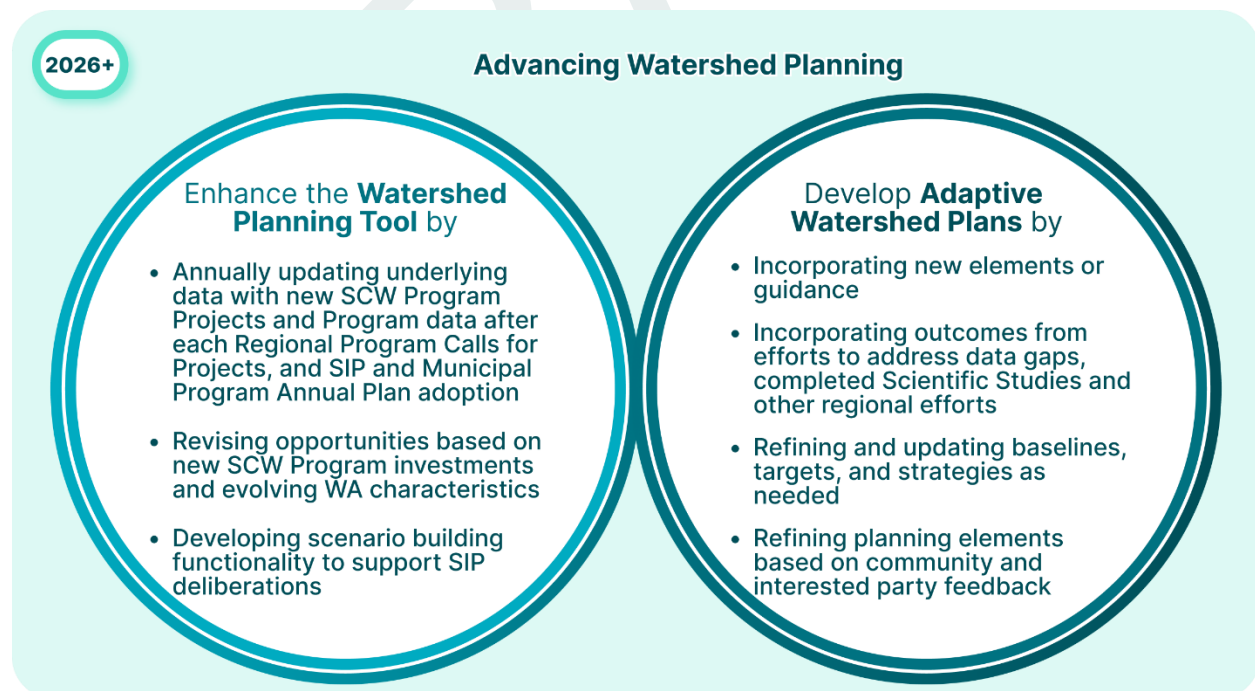 2026+
Advancing Watershed Planning
Enhance the Watershed
Planning Tool by
• Annually updating underlying
data with new SCW Program
Projects and Program data after
each Regional Program Calls for
Projects, and SIP and Municipal
Program Annual Plan adoption
• Revising opportunities based on
new SCW Program investments
and evolving WA characteristics
• Developing scenario building
functionality to support SIP
deliberations
Develop Adaptive
Watershed Plans by
• Incorporating new elements or
guidance
• Incorporating outcomes from
efforts to address data gaps,
completed Scientific Studies and
other regional efforts
• Refining and updating baselines,
targets, and strategies as
needed
• Refining planning elements
based on community and
interested party feedback